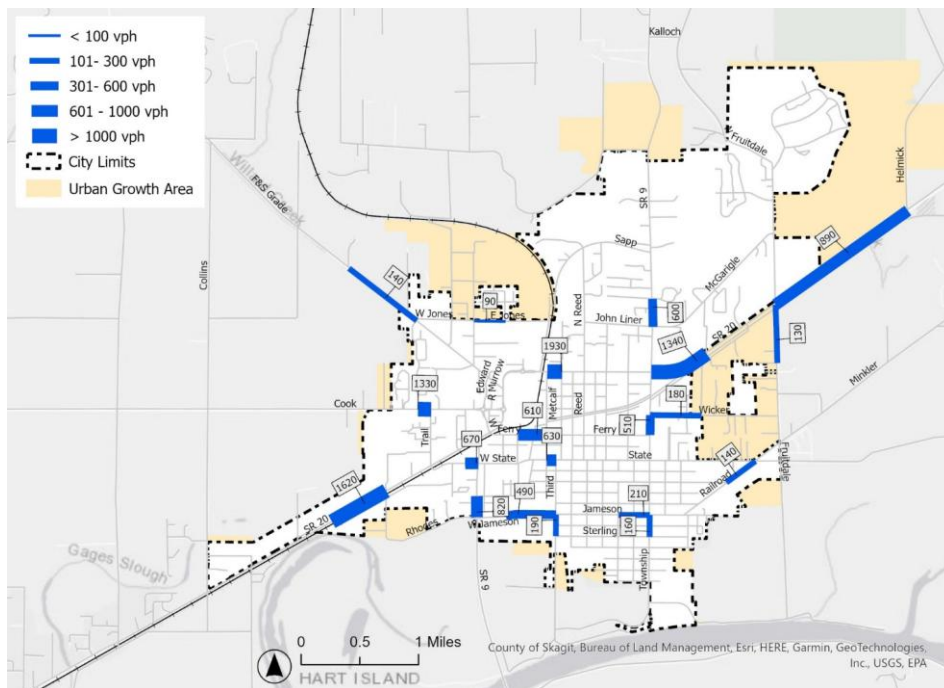 < 100 vph
101- 300 vph
301- 600 vph
601 - 1000 vph
> 1000 vph
City Limits
Urban Growth Area
Kalloch
Fruitdale
Helmick
F&S Grade
SR 9
Collins
Sapp
McGarigle
890
140
90
W Jones
E Jones
N Reed
John Liner
600
SR 20
1340
130
1930
Minkler
Edward
R Murrow
1330
Metcalf
Reed
180
Cook
Trail
610
Wicker
Ferry
630
Ferry
510
670
W State
State
Fruitdale
140
Railroad
1620
SR 20
490
Third
210
Jameson
820
Rhodes
W Jameson
190
Sterling
160
Gages Slough
SR 9
Township
0 0.5 1 Miles
HART ISLAND
County of Skagit, Bureau of Land Management, Esri, HERE, Garmin, GeoTechnologies,
Inc., USGS, EPA